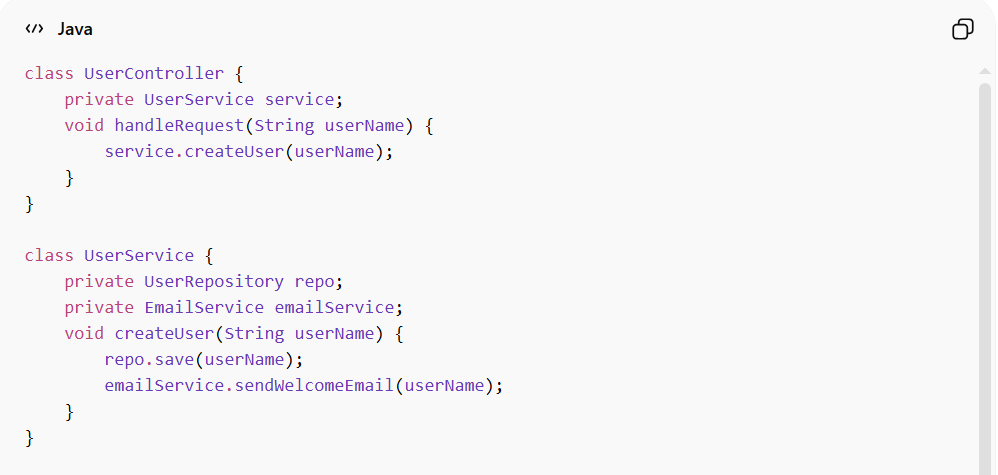 </> Java
class UserController {
    private UserService service;
    void handleRequest(String userName) {
        service.createUser(userName);
    }
}

class UserService {
    private UserRepository repo;
    private EmailService emailService;
    void createUser(String userName) {
        repo.save(userName);
        emailService.sendWelcomeEmail(userName);
    }
}